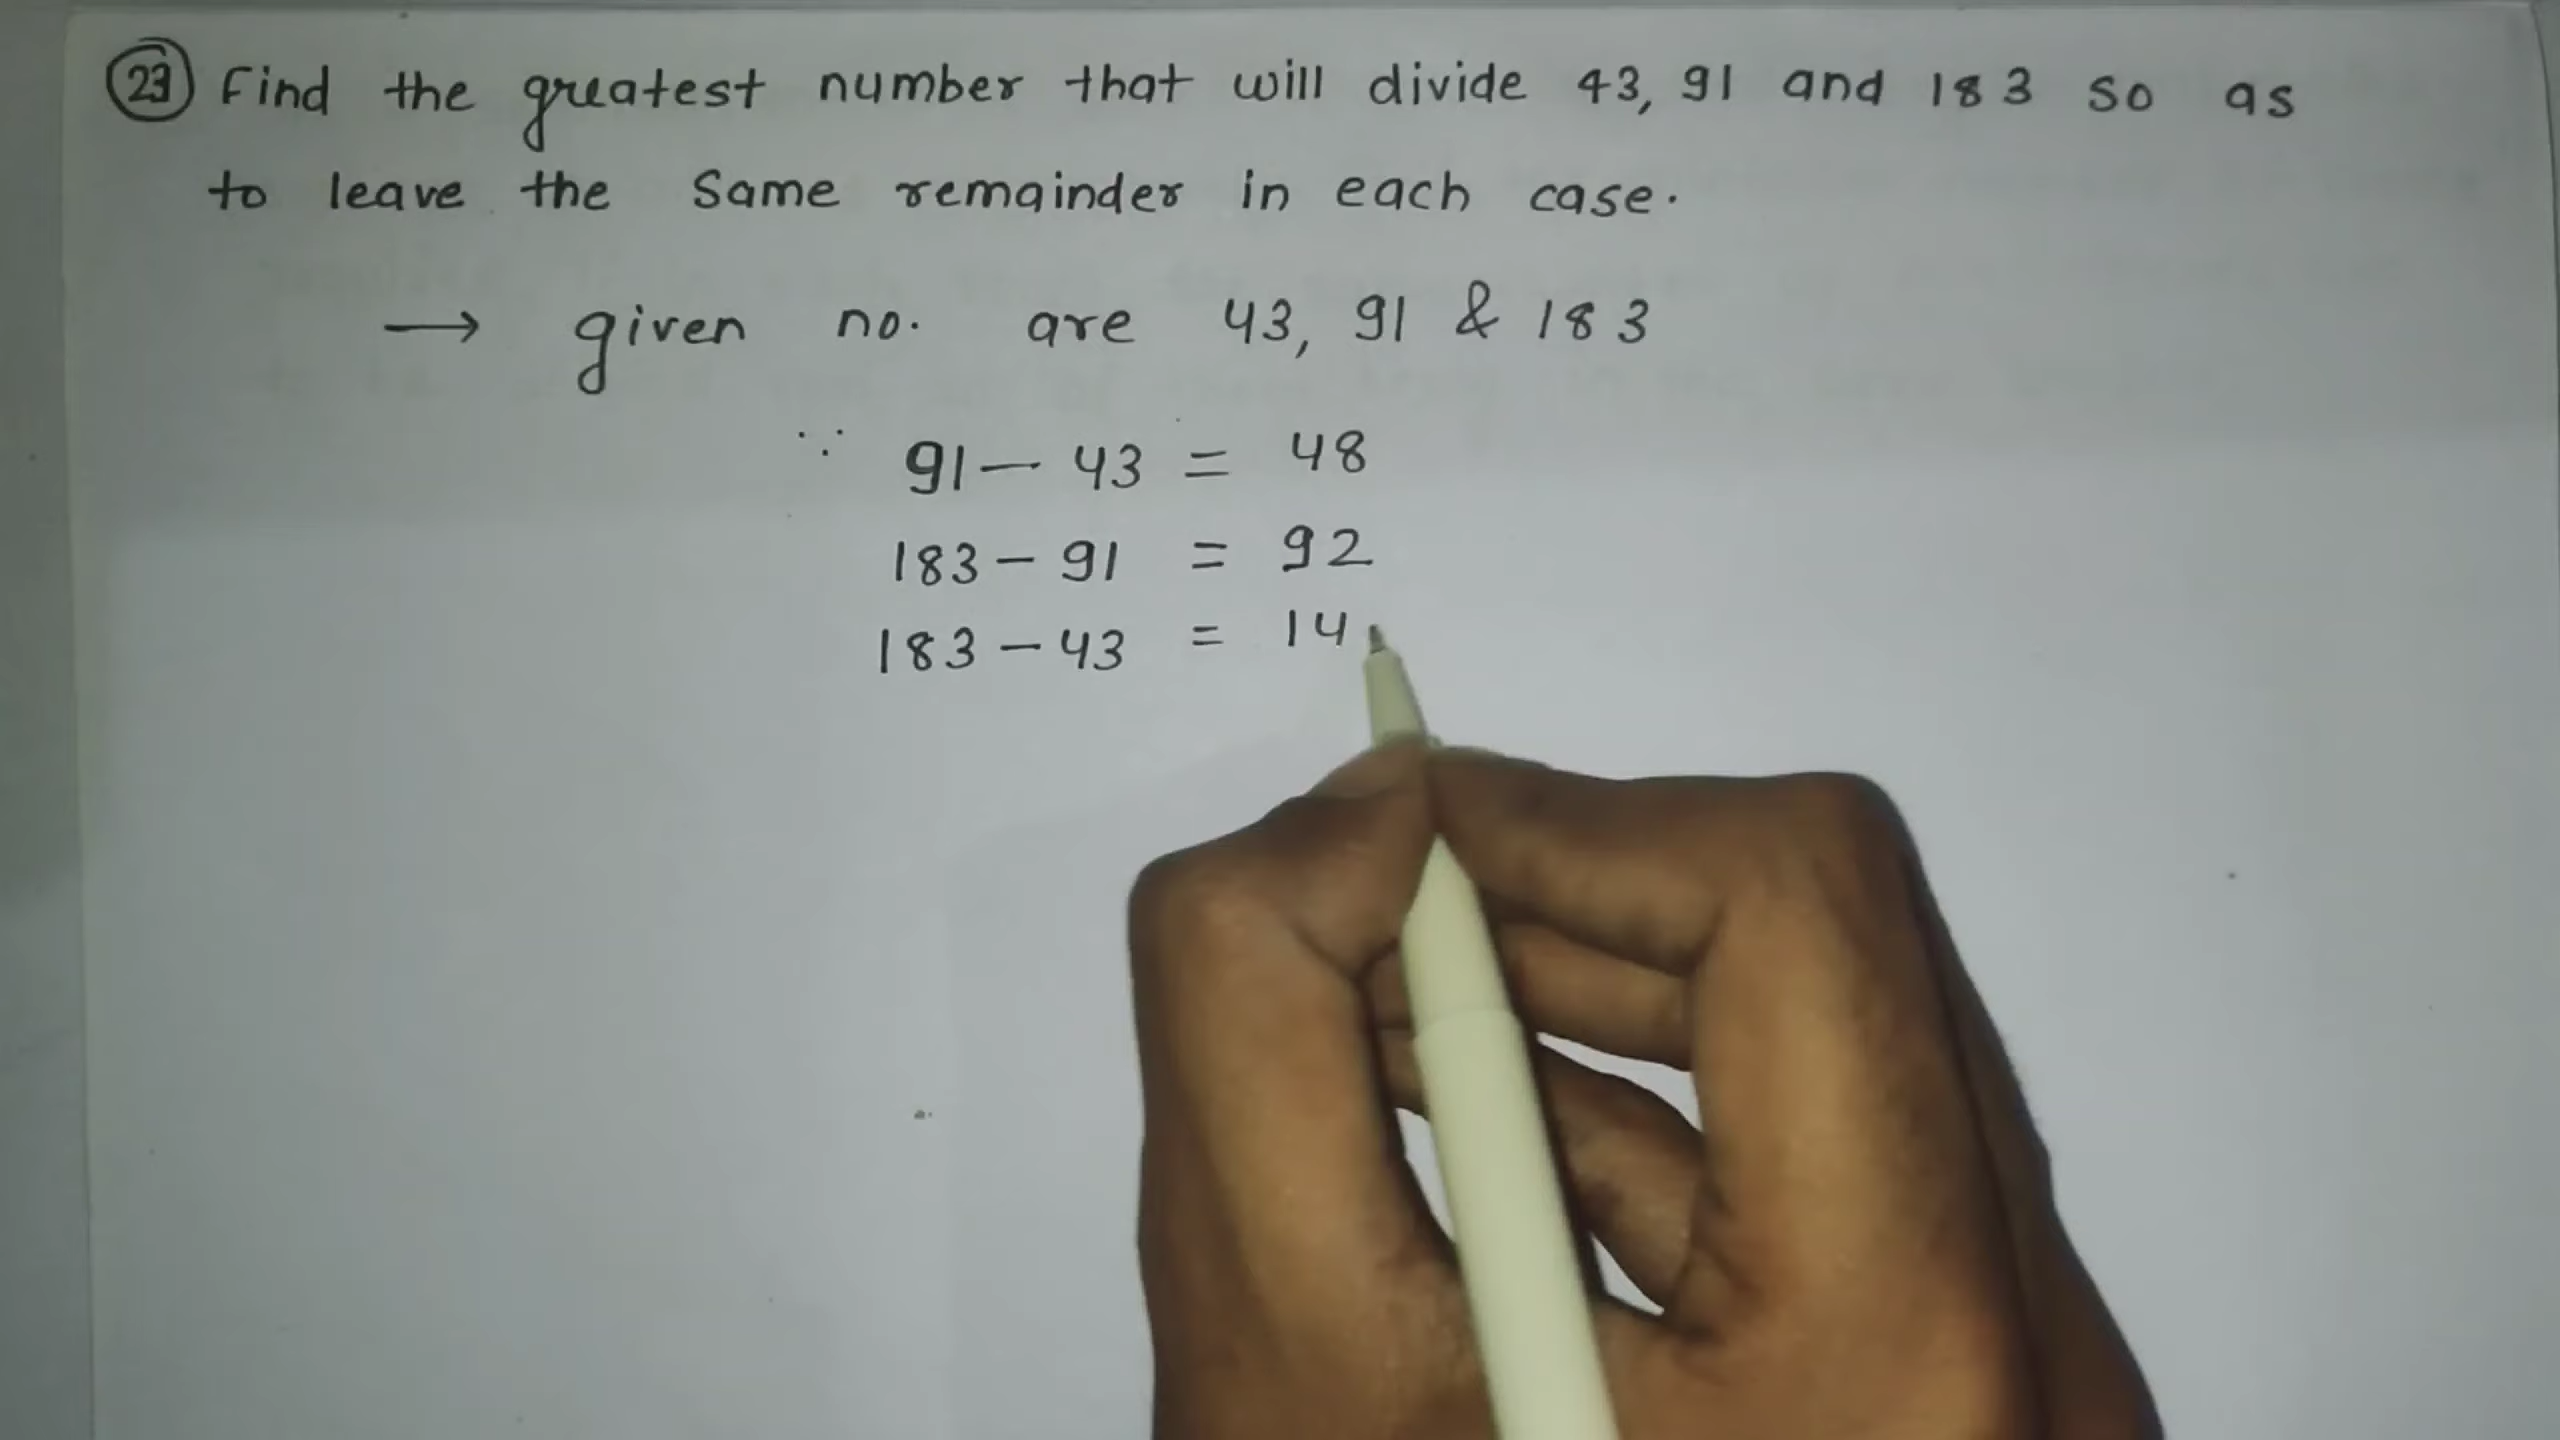 23 Find the greatest number that will divide 43, 91 and 183 so as
to leave the same remainder in each case.
→ given no. are 43, 91 & 183
∵ 91 — 43 = 48
183 – 91 = 92
183 – 43 = 14